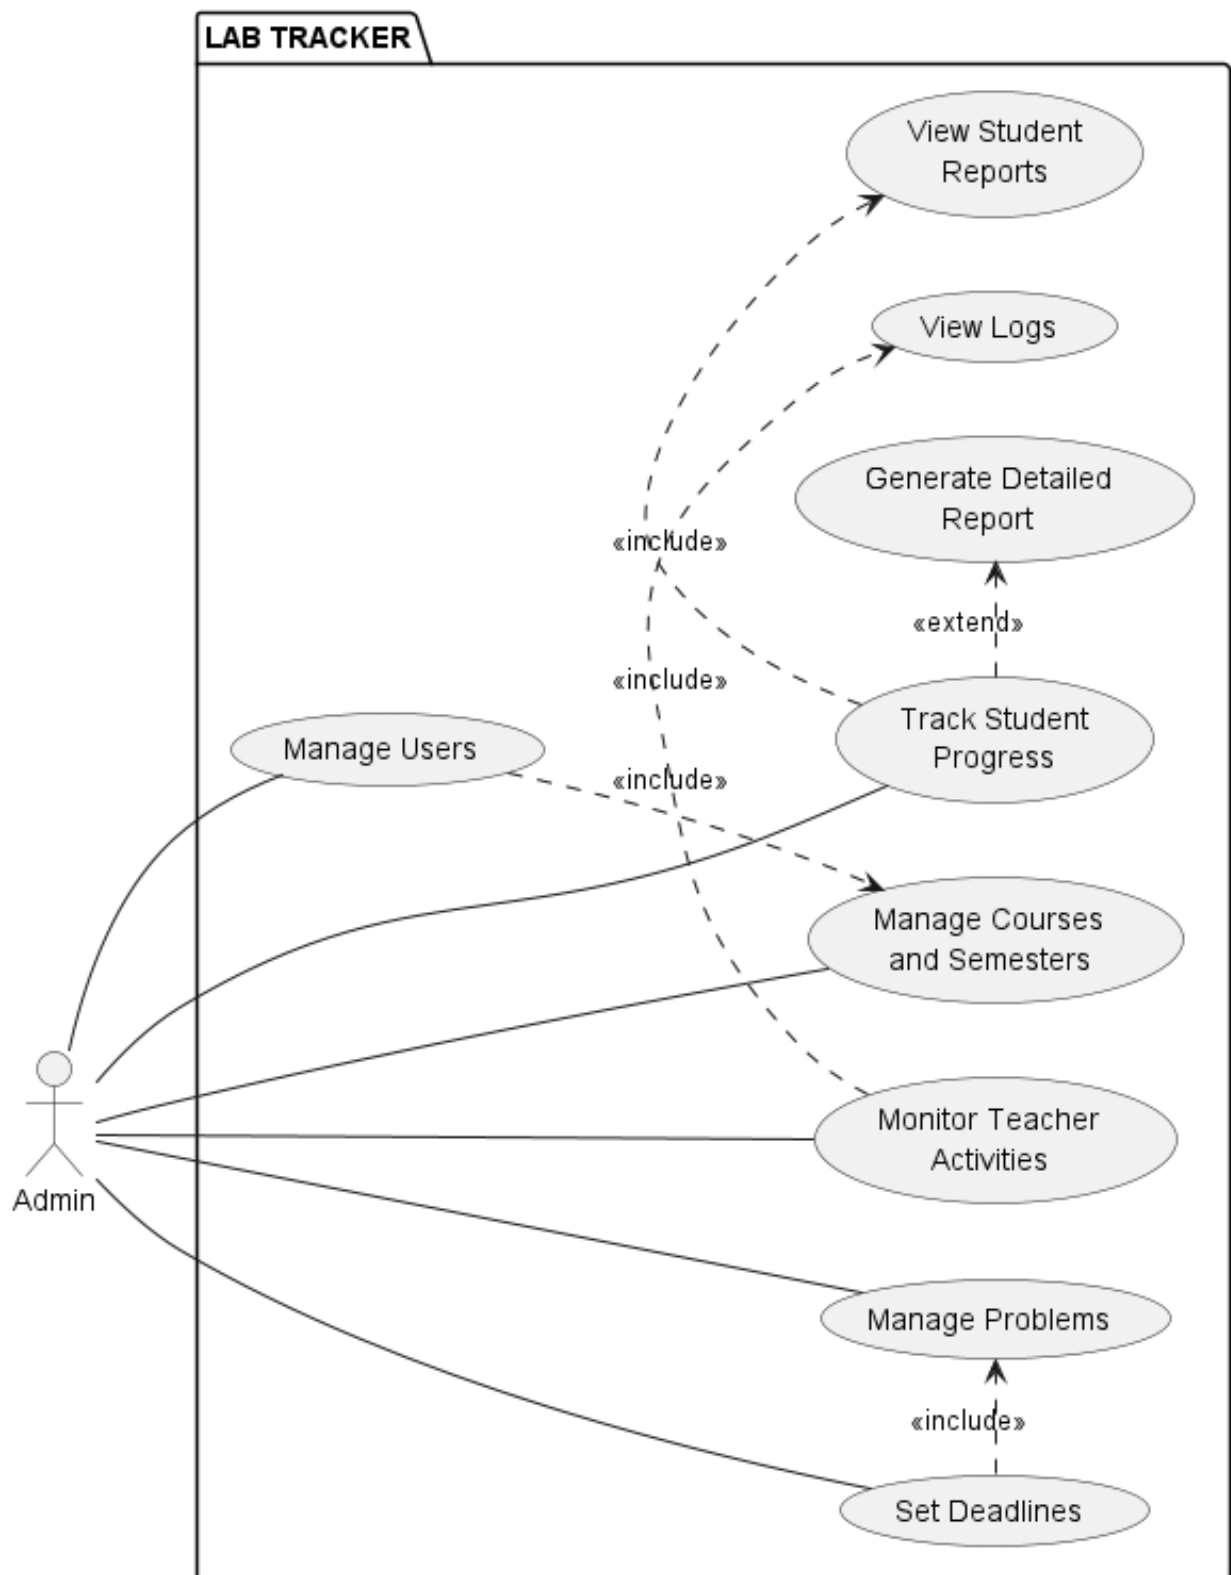 LAB TRACKER
View Student
Reports
View Logs
Generate Detailed
Report
«include»
«extend»
«include»
Track Student
Progress
Manage Users
«include»
Manage Courses
and Semesters
Monitor Teacher
Activities
Admin
Manage Problems
«include»
Set Deadlines